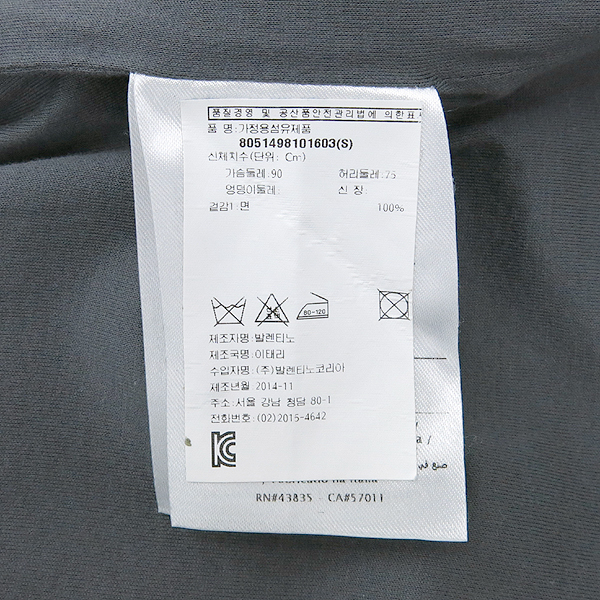 품질경영 및 공산품안전관리법에 의한표
품 명:가정용섬유제품
8051498101603(S)
신체치수(단위: Cm)
가슴둘레:90 허리둘레:75
엉덩이둘레: 신 장:
겉감1:면 100%
80-120
제조자명:발렌티노
제조국명:이태리
수입자명:(주)발렌티노코리아
제조년월 2014-11
주소: 서울 강남 청담 80-1
전화번호: (02)2015-4642
a /
صنع في
RN#43835 - CA#57011